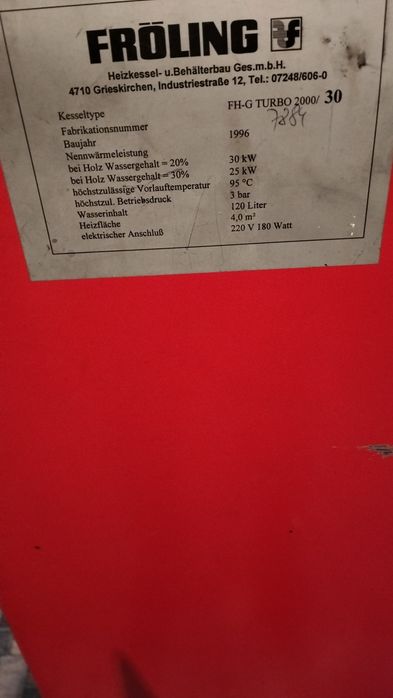 FRÖLING
Heizkessel- u.Behälterbau Ges.m.b.H.
4710 Grieskirchen, Industriestraße 12, Tel.: 07248/606-0
Kesseltype FH-G TURBO 2000/ 30
Fabrikationsnummer 7884
Baujahr 1996
Nennwärmeleistung
bei Holz Wassergehalt = 20% 30 kW
bei Holz Wassergehalt = 30% 25 kW
höchstzulässige Vorlauftemperatur 95 °C
höchstzul. Betriebsdruck 3 bar
Wasserinhalt 120 Liter
Heizfläche 4,0 m²
elektrischer Anschluß 220 V 180 Watt